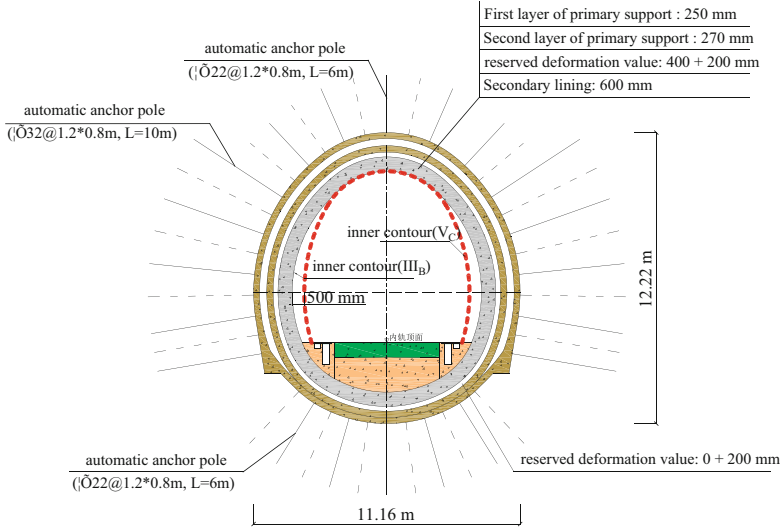 First layer of primary support : 250 mm
Second layer of primary support : 270 mm
reserved deformation value: 400 + 200 mm
Secondary lining: 600 mm
automatic anchor pole
(¦Õ22@1.2*0.8m, L=6m)
automatic anchor pole
(¦Õ32@1.2*0.8m, L=10m)
inner contour(V_C)
inner contour(III_B)
500 mm
内轨顶面
12.22 m
automatic anchor pole
(¦Õ22@1.2*0.8m, L=6m)
reserved deformation value: 0 + 200 mm
11.16 m